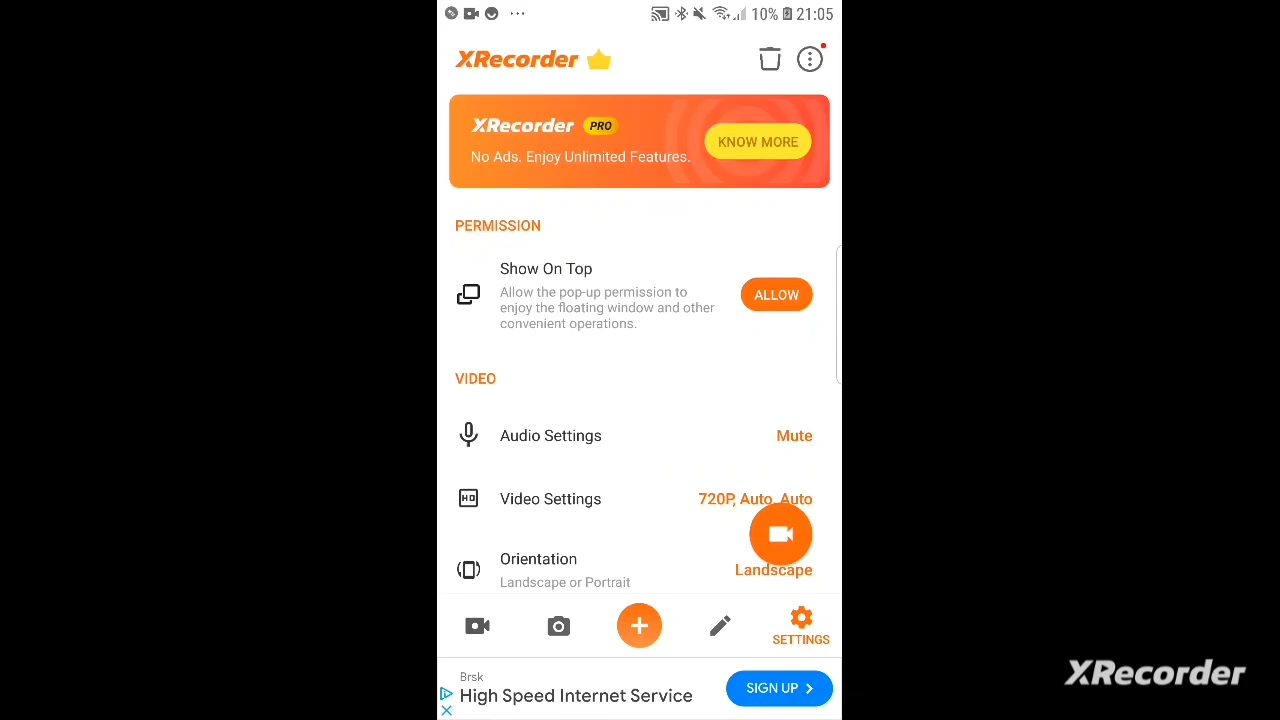 10% 21:05
XRecorder
XRecorder PRO
No Ads. Enjoy Unlimited Features.
KNOW MORE
PERMISSION
Show On Top
Allow the pop-up permission to
enjoy the floating window and other
convenient operations.
ALLOW
VIDEO
Audio Settings Mute
HD Video Settings 720P, Auto, Auto
Orientation
Landscape or Portrait
Landscape
SETTINGS
Brsk
High Speed Internet Service
SIGN UP
XRecorder